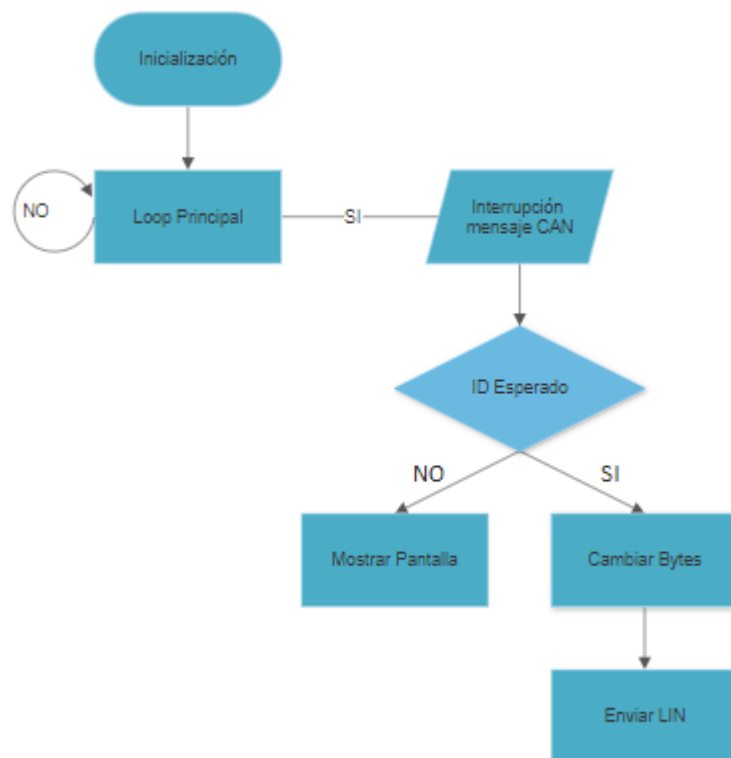 Inicialización
NO
Loop Principal
SI
Interrupción
mensaje CAN
ID Esperado
NO
SI
Mostrar Pantalla
Cambiar Bytes
Enviar LIN